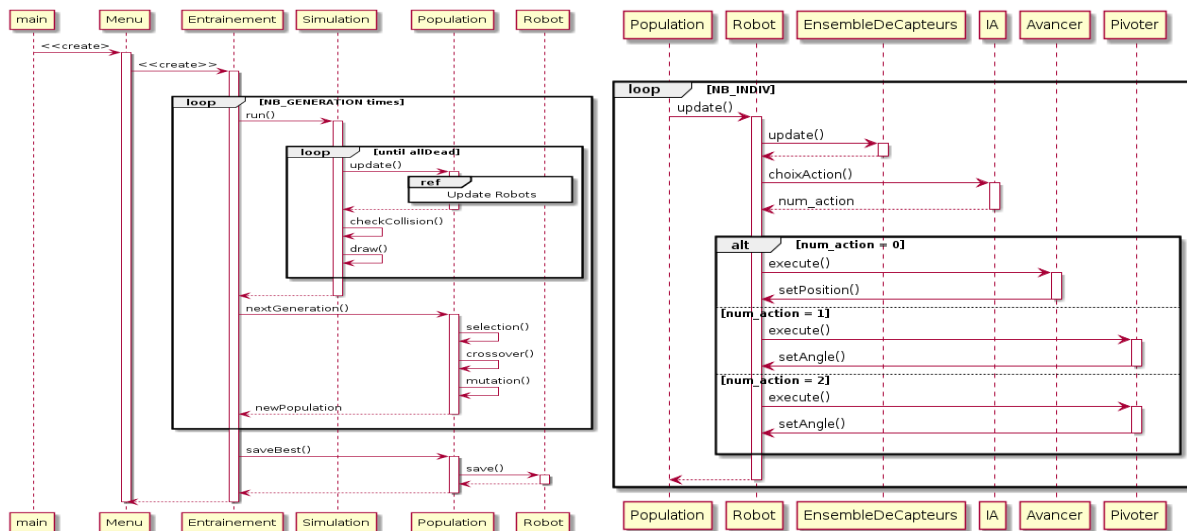 main
Menu
Entrainement
Simulation
Population
Robot
<<create>
<<create>>
loop
[NB_GENERATION times]
run()
loop
[until allDead]
update()
ref
Update Robots
checkCollision()
draw()
nextGeneration()
selection()
crossover()
mutation()
newPopulation
saveBest()
save()
main
Menu
Entrainement
Simulation
Population
Robot
Population
Robot
EnsembleDeCapteurs
IA
Avancer
Pivoter
loop
[NB_INDIV]
update()
update()
choixAction()
num_action
alt
[num_action = 0]
execute()
setPosition()
[num_action = 1]
execute()
setAngle()
[num_action = 2]
execute()
setAngle()
Population
Robot
EnsembleDeCapteurs
IA
Avancer
Pivoter